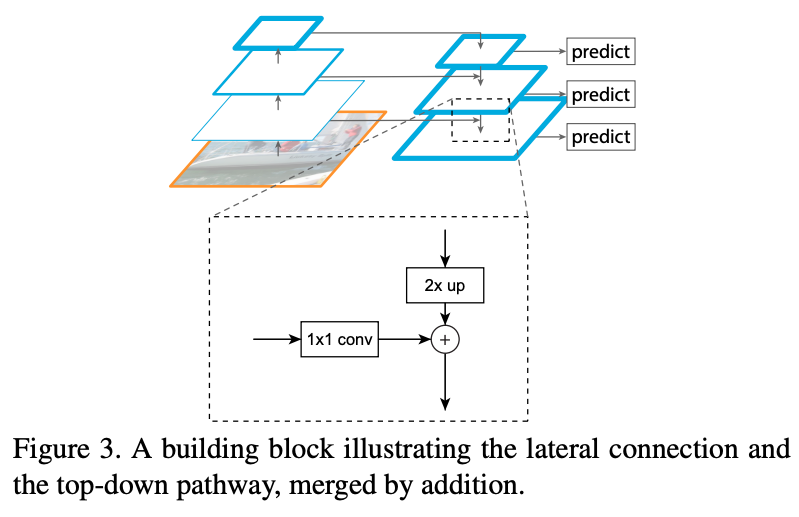 predict
predict
predict
2x up
1x1 conv
+
Figure 3. A building block illustrating the lateral connection and
the top-down pathway, merged by addition.